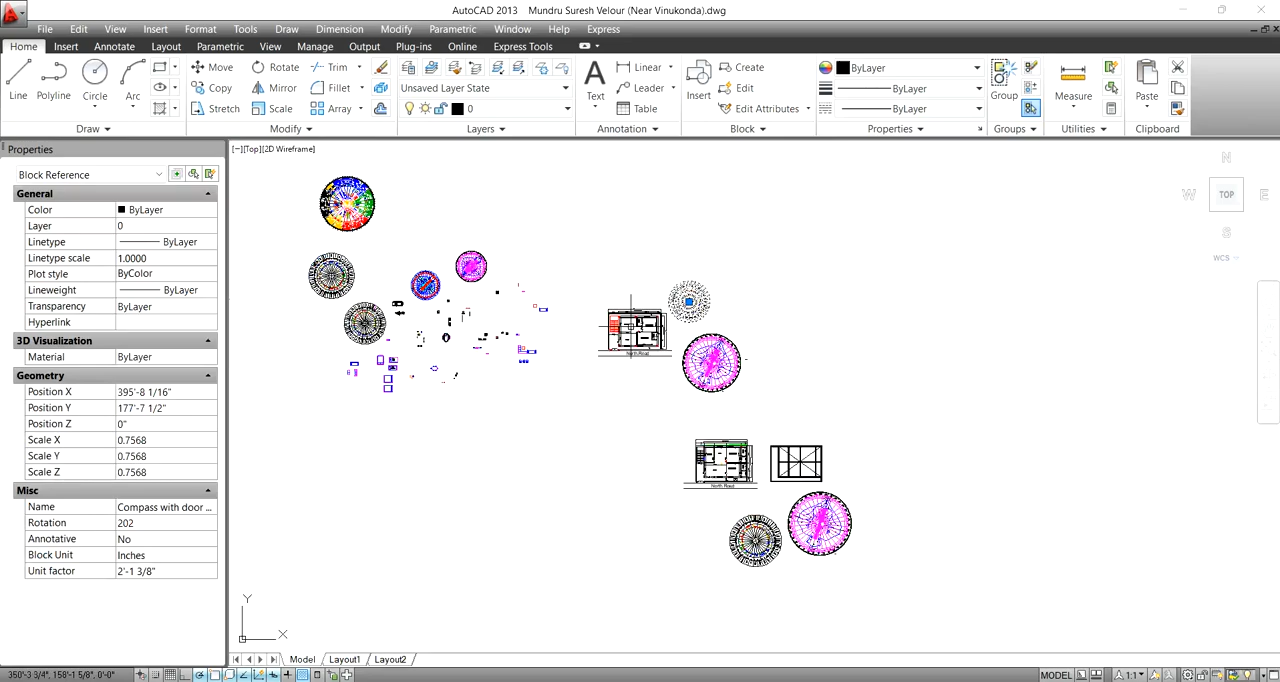 AutoCAD 2013 Mundru Suresh Velour (Near Vinukonda).dwg
File Edit View Insert Format Tools Draw Dimension Modify Parametric Window Help Express
Home Insert Annotate Layout Parametric View Manage Output Plug-ins Online Express Tools
Line Polyline Circle Arc
Move Rotate Trim
Copy Mirror Fillet
Stretch Scale Array
Unsaved Layer State
0
Text
Linear
Leader
Table
Insert
Create
Edit
Edit Attributes
ByLayer
ByLayer
ByLayer
Group
Measure
Paste
Draw Modify Layers Annotation Block Properties Groups Utilities Clipboard
Properties
Block Reference
General
Color ByLayer
Layer 0
Linetype ByLayer
Linetype scale 1.0000
Plot style ByColor
Lineweight ByLayer
Transparency ByLayer
Hyperlink
3D Visualization
Material ByLayer
Geometry
Position X 395'-8 1/16"
Position Y 177'-7 1/2"
Position Z 0"
Scale X 0.7568
Scale Y 0.7568
Scale Z 0.7568
Misc
Name Compass with door ...
Rotation 202
Annotative No
Block Unit Inches
Unit factor 2'-1 3/8"
[−][Top][2D Wireframe]
N
W TOP E
S
WCS
North Road
North Road
Y
X
Model Layout1 Layout2
350'-3 3/4", 158'-1 5/8", 0'-0"
MODEL
1:1